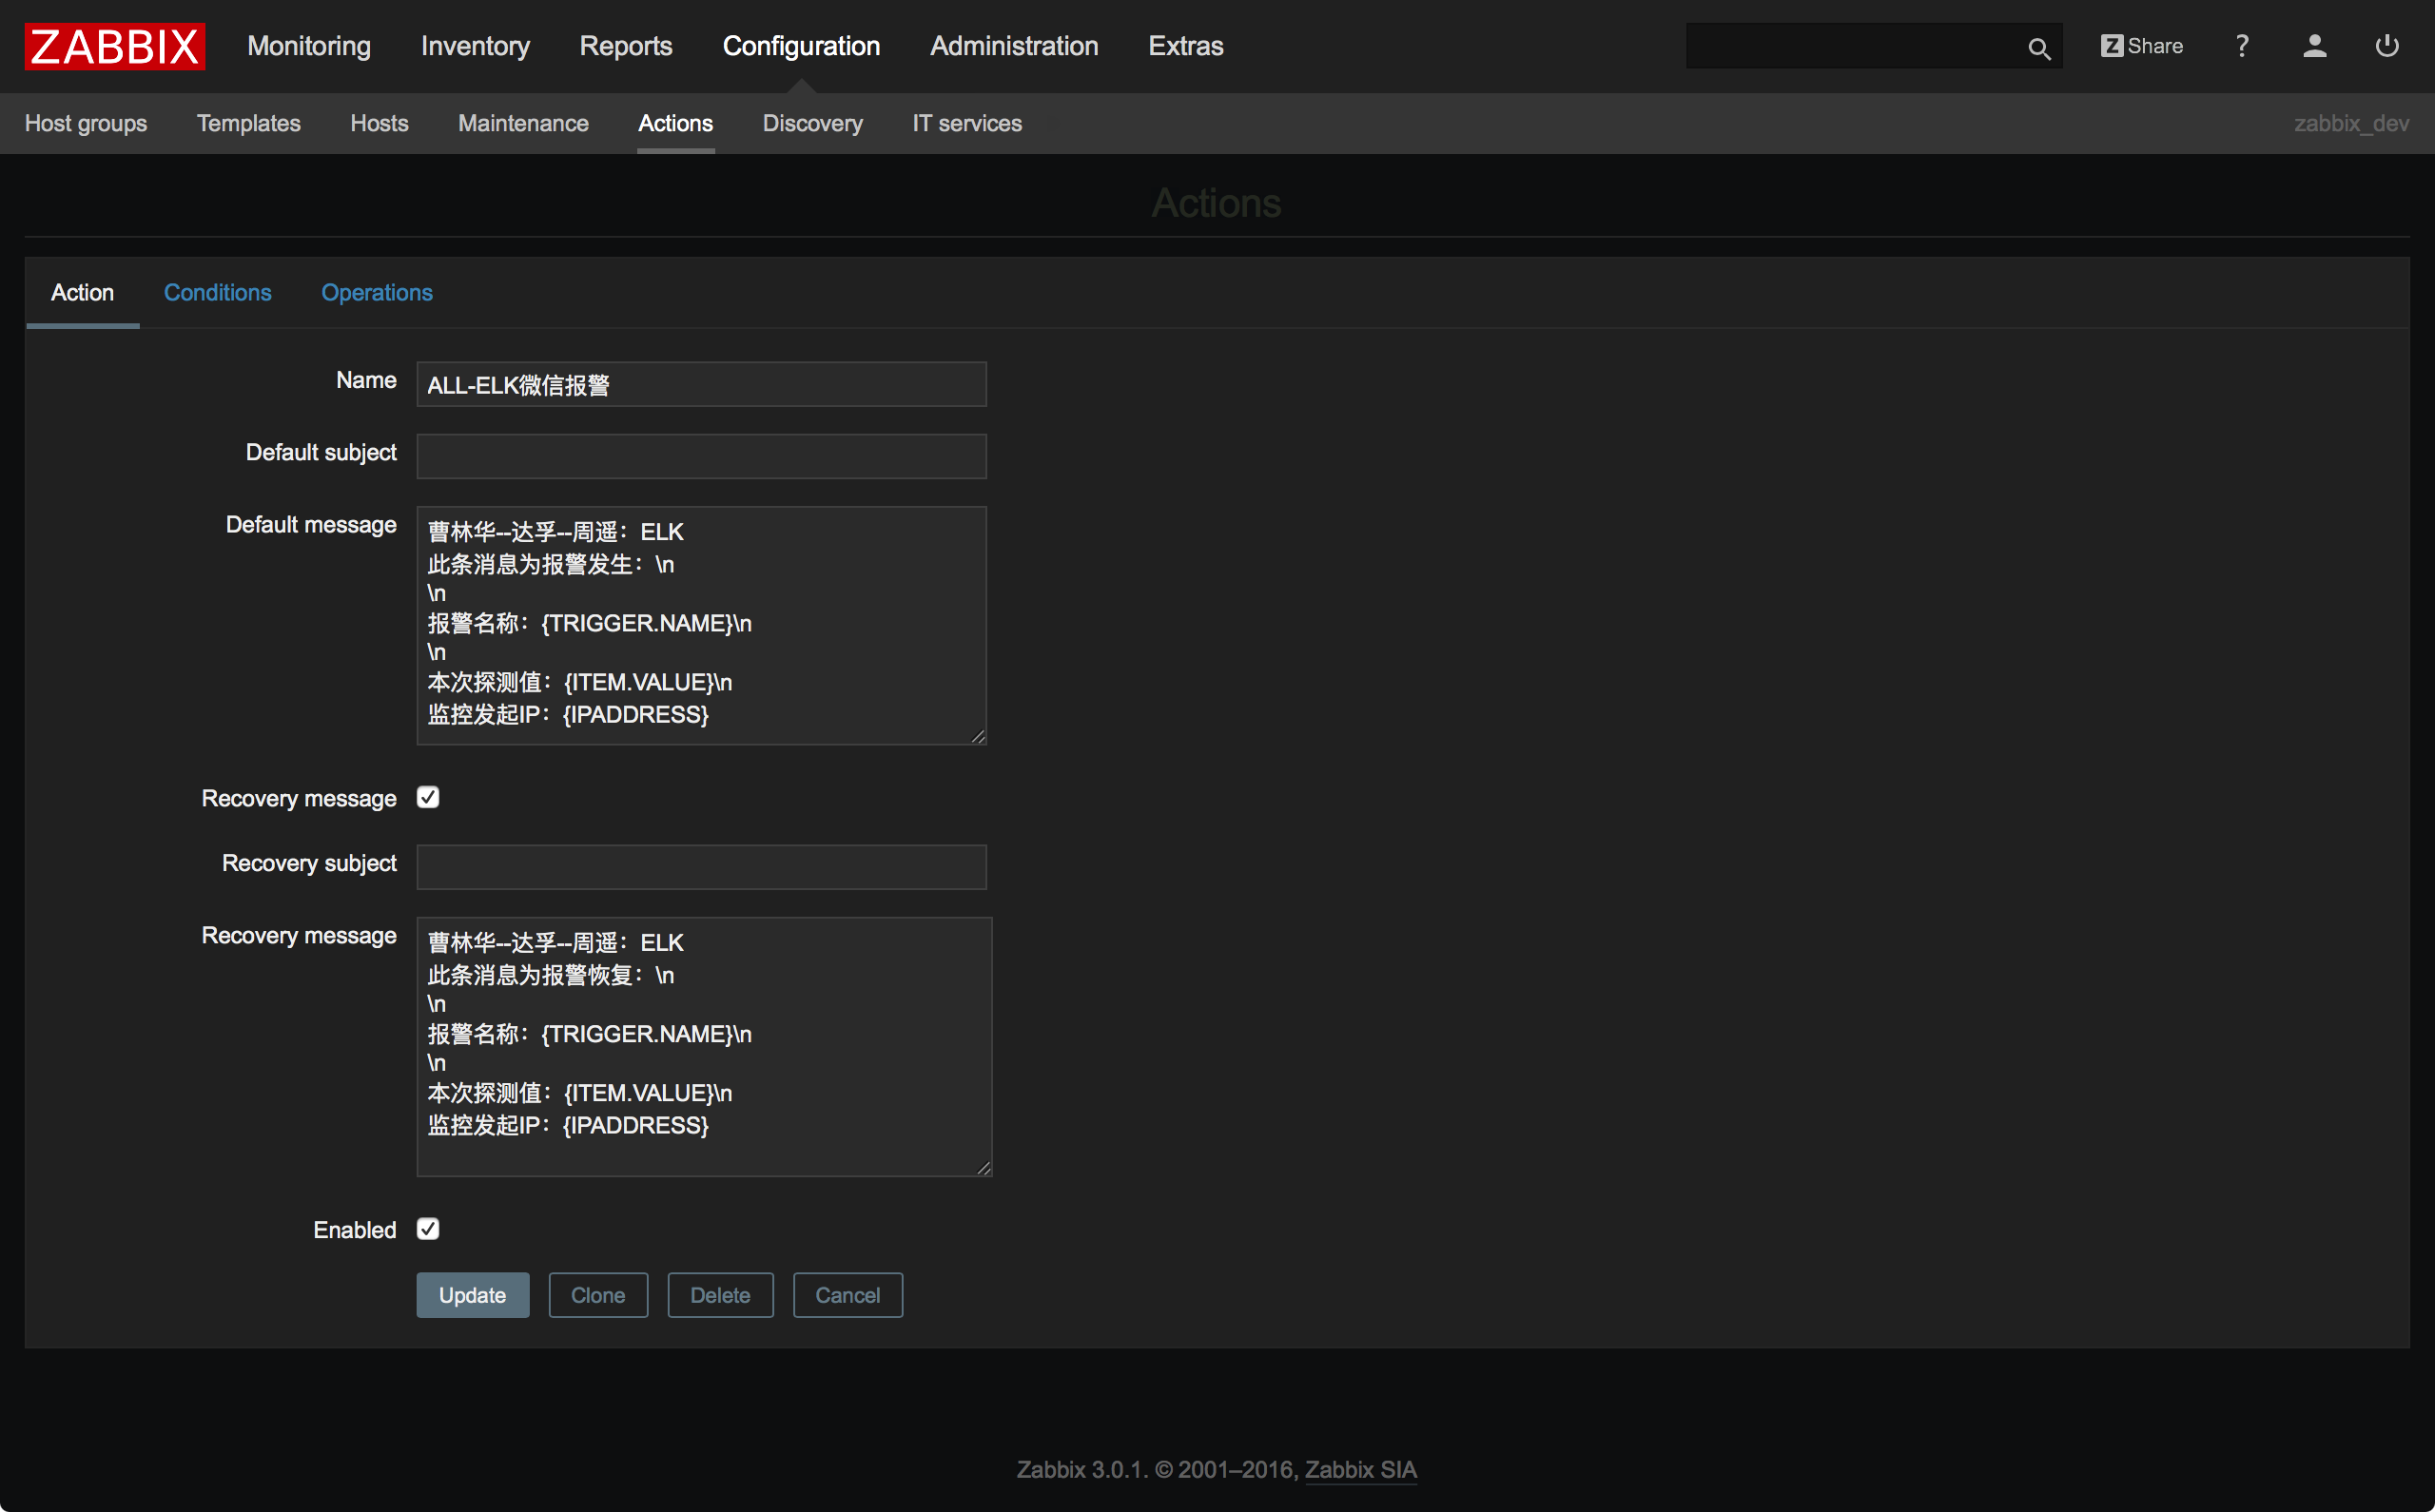 ZABBIX Monitoring Inventory Reports Configuration Administration Extras Z Share ?
Host groups Templates Hosts Maintenance Actions Discovery IT services zabbix_dev
Actions
Action Conditions Operations
Name ALL-ELK微信报警
Default subject
Default message 曹林华--达孚--周遥：ELK
此条消息为报警发生：\n
\n
报警名称：{TRIGGER.NAME}\n
\n
本次探测值：{ITEM.VALUE}\n
监控发起IP：{IPADDRESS}
Recovery message
Recovery subject
Recovery message 曹林华--达孚--周遥：ELK
此条消息为报警恢复：\n
\n
报警名称：{TRIGGER.NAME}\n
\n
本次探测值：{ITEM.VALUE}\n
监控发起IP：{IPADDRESS}
Enabled
Update Clone Delete Cancel
Zabbix 3.0.1. © 2001–2016, Zabbix SIA